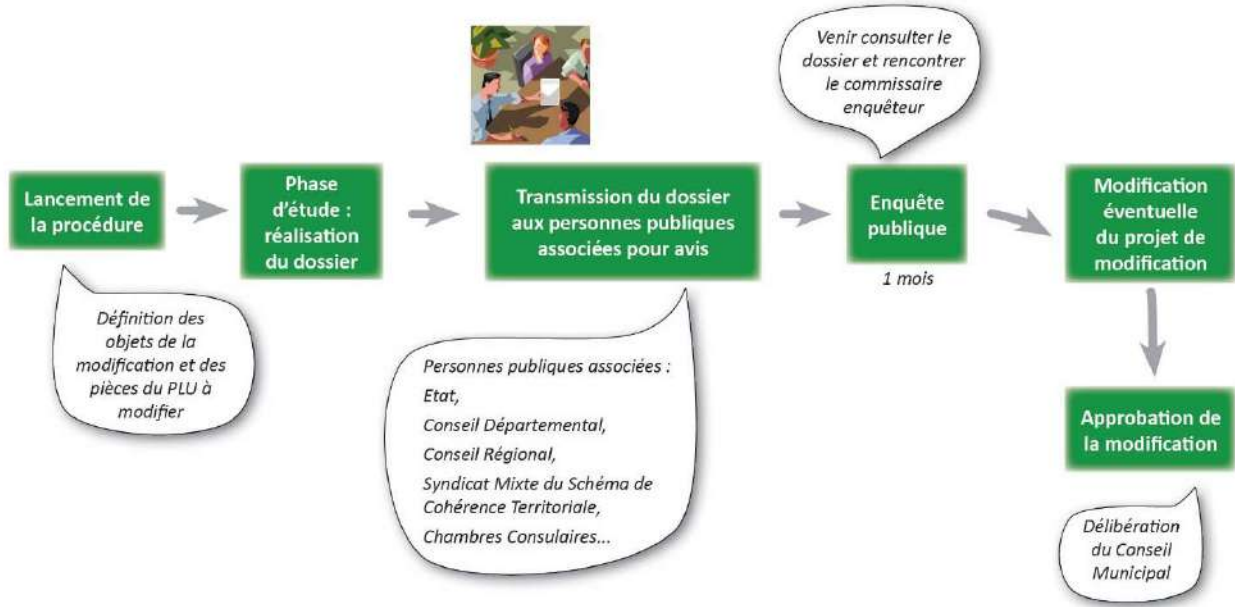 Venir consulter le
dossier et rencontrer
le commissaire
enquêteur
Lancement de
la procédure
Phase
d'étude :
réalisation
du dossier
Transmission du dossier
aux personnes publiques
associées pour avis
Enquête
publique
1 mois
Modification
éventuelle
du projet de
modification
Définition des
objets de la
modification et des
pièces du PLU à
modifier
Personnes publiques associées :
Etat,
Conseil Départemental,
Conseil Régional,
Syndicat Mixte du Schéma de
Cohérence Territoriale,
Chambres Consulaires...
Approbation de
la modification
Délibération
du Conseil
Municipal